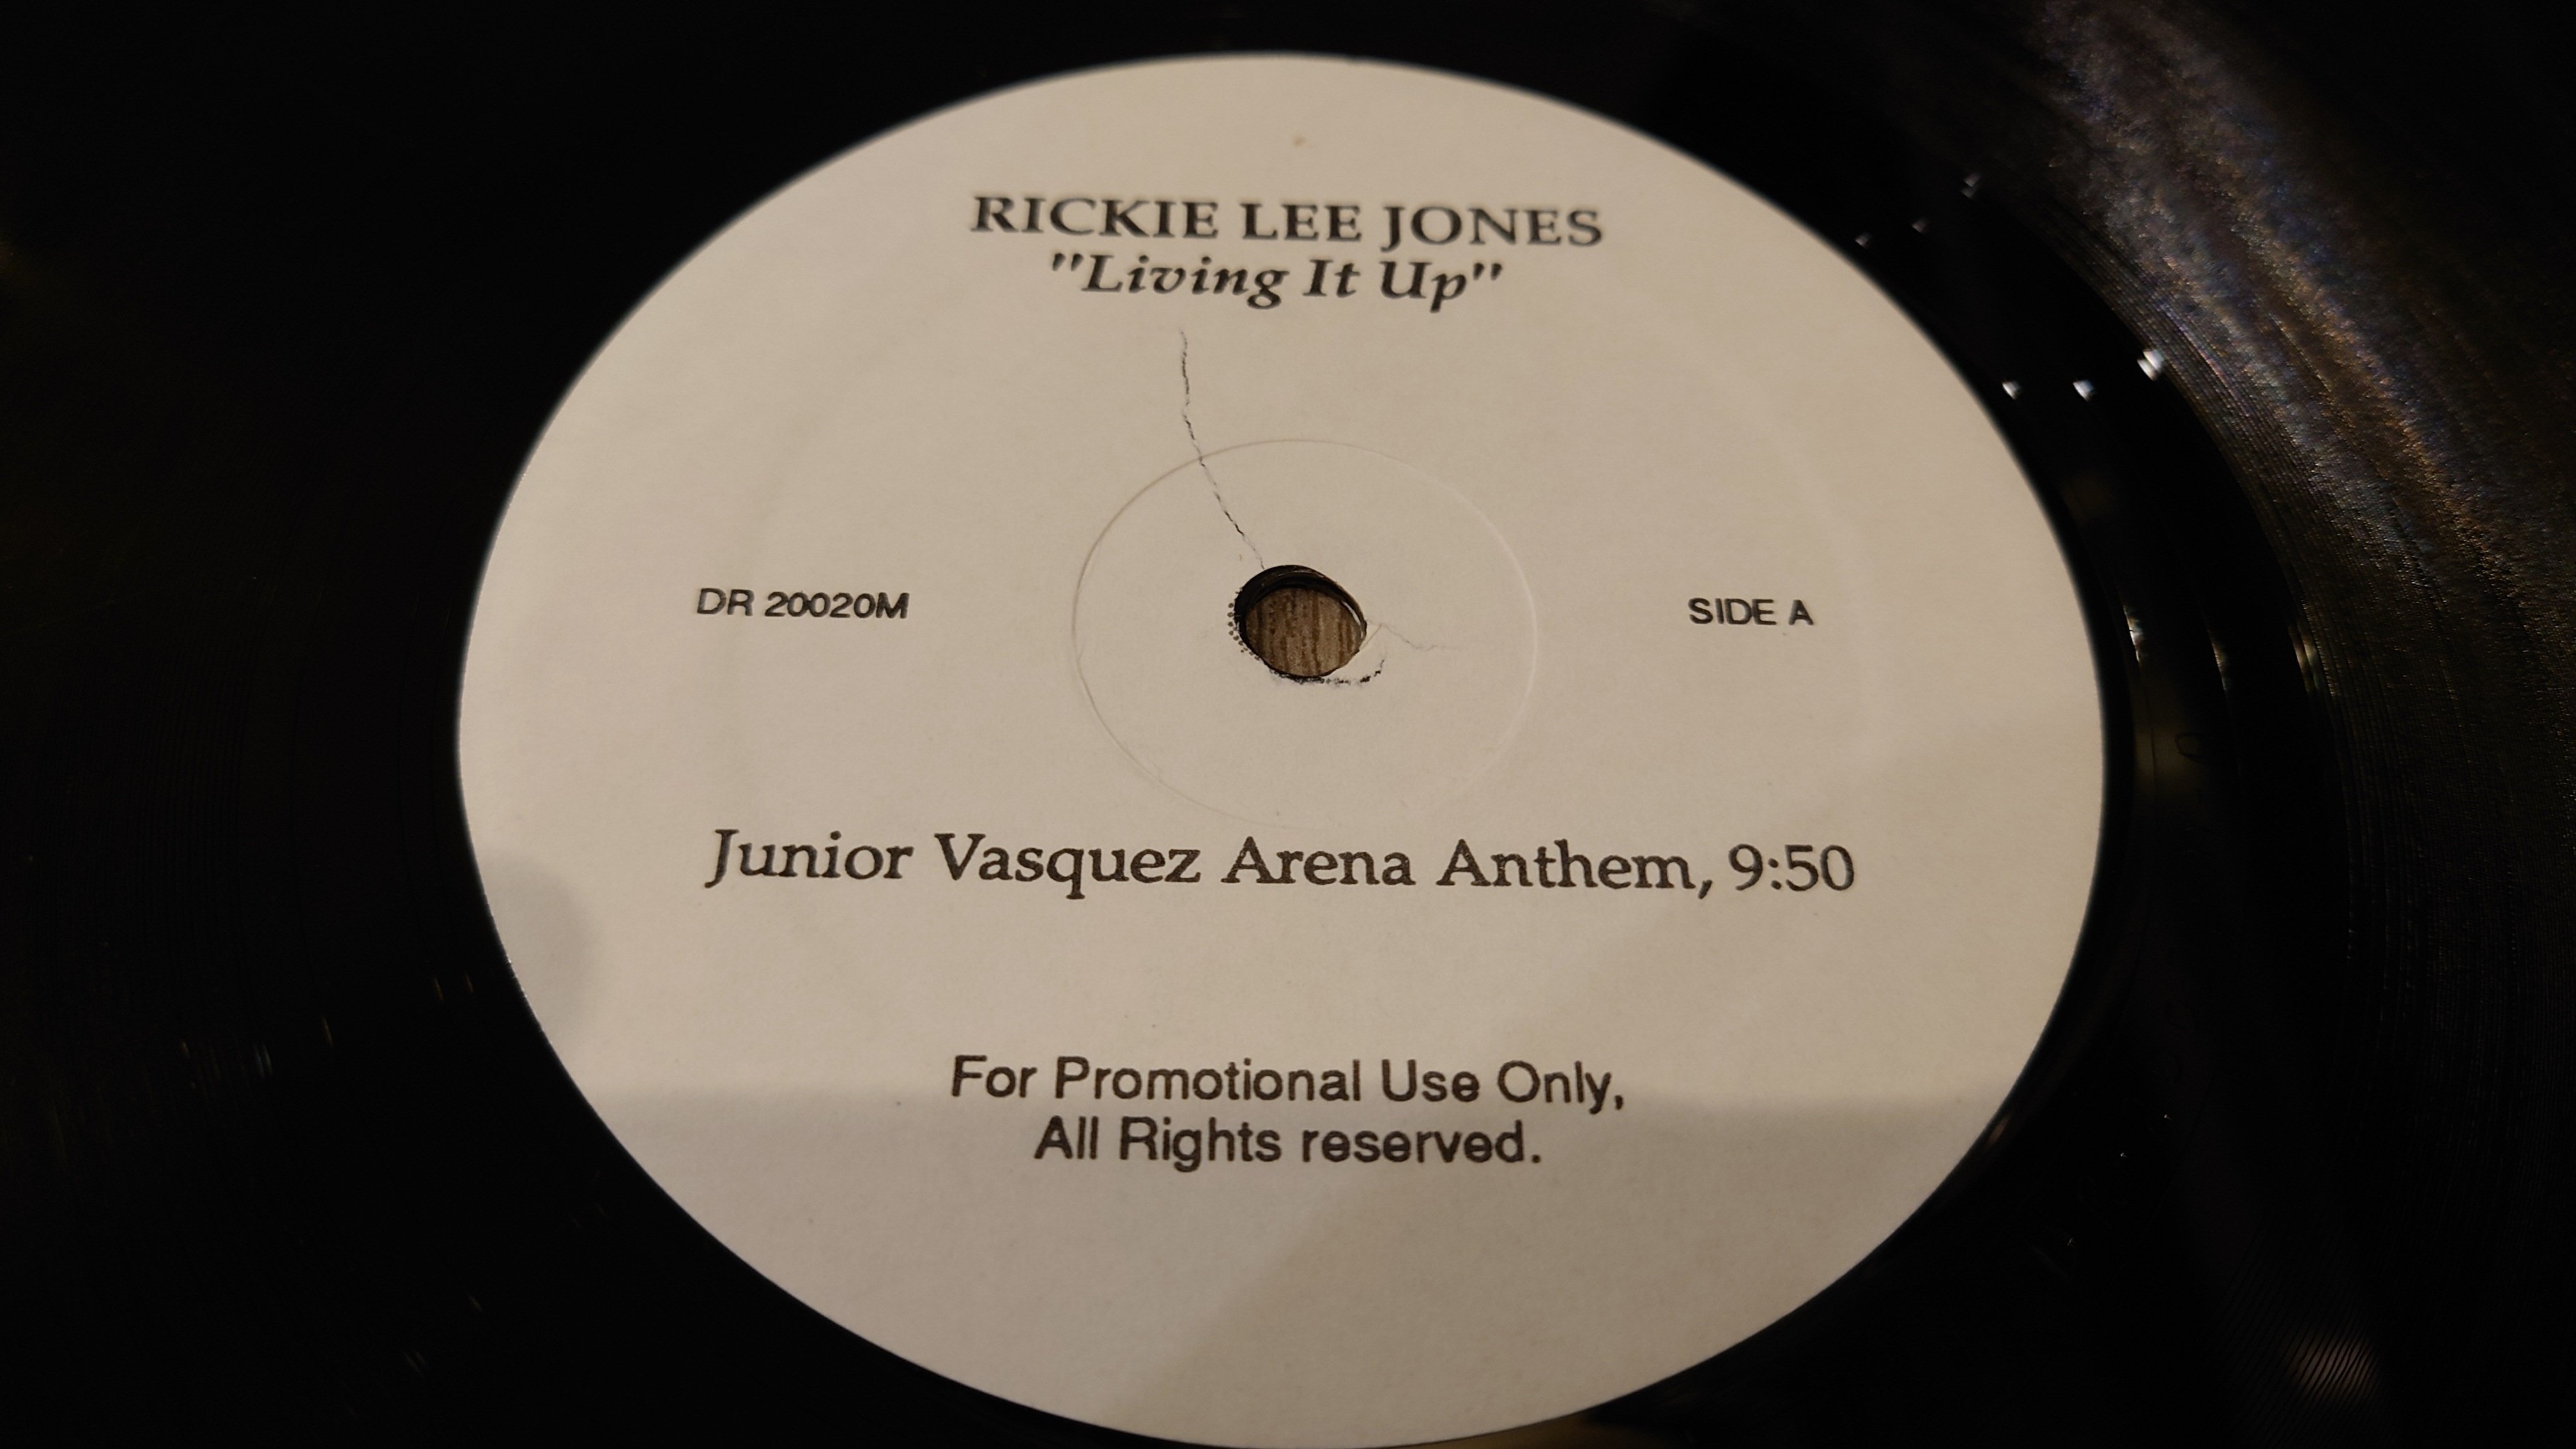 RICKIE LEE JONES
"Living It Up"
DR 20020M
SIDE A
Junior Vasquez Arena Anthem, 9:50
For Promotional Use Only,
All Rights reserved.